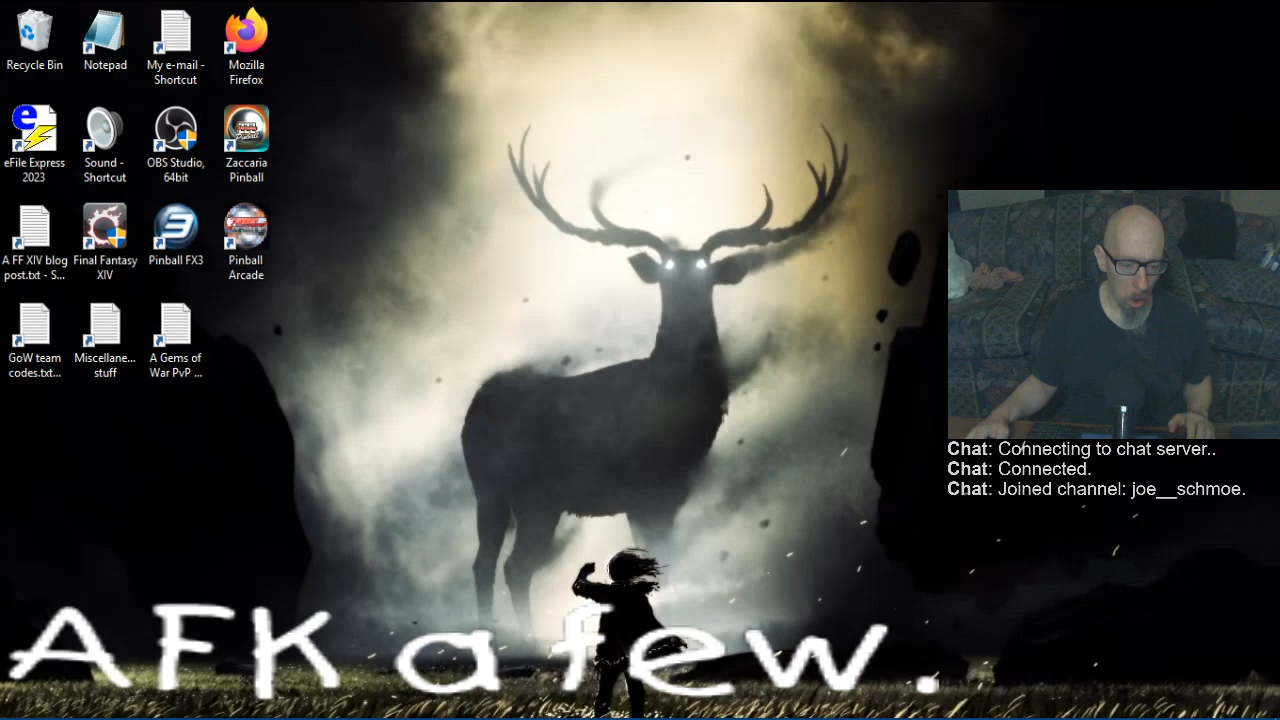 Recycle Bin
Notepad
My e-mail -
Shortcut
Mozilla
Firefox
eFile Express
2023
Sound -
Shortcut
OBS Studio,
64bit
Zaccaria
Pinball
A FF XIV blog
post.txt - S...
Final Fantasy
XIV
Pinball FX3
Pinball
Arcade
GoW team
codes.txt...
Miscellane...
stuff
A Gems of
War PvP ...
Chat: Connecting to chat server..
Chat: Connected.
Chat: Joined channel: joe__schmoe.
AFK a few.